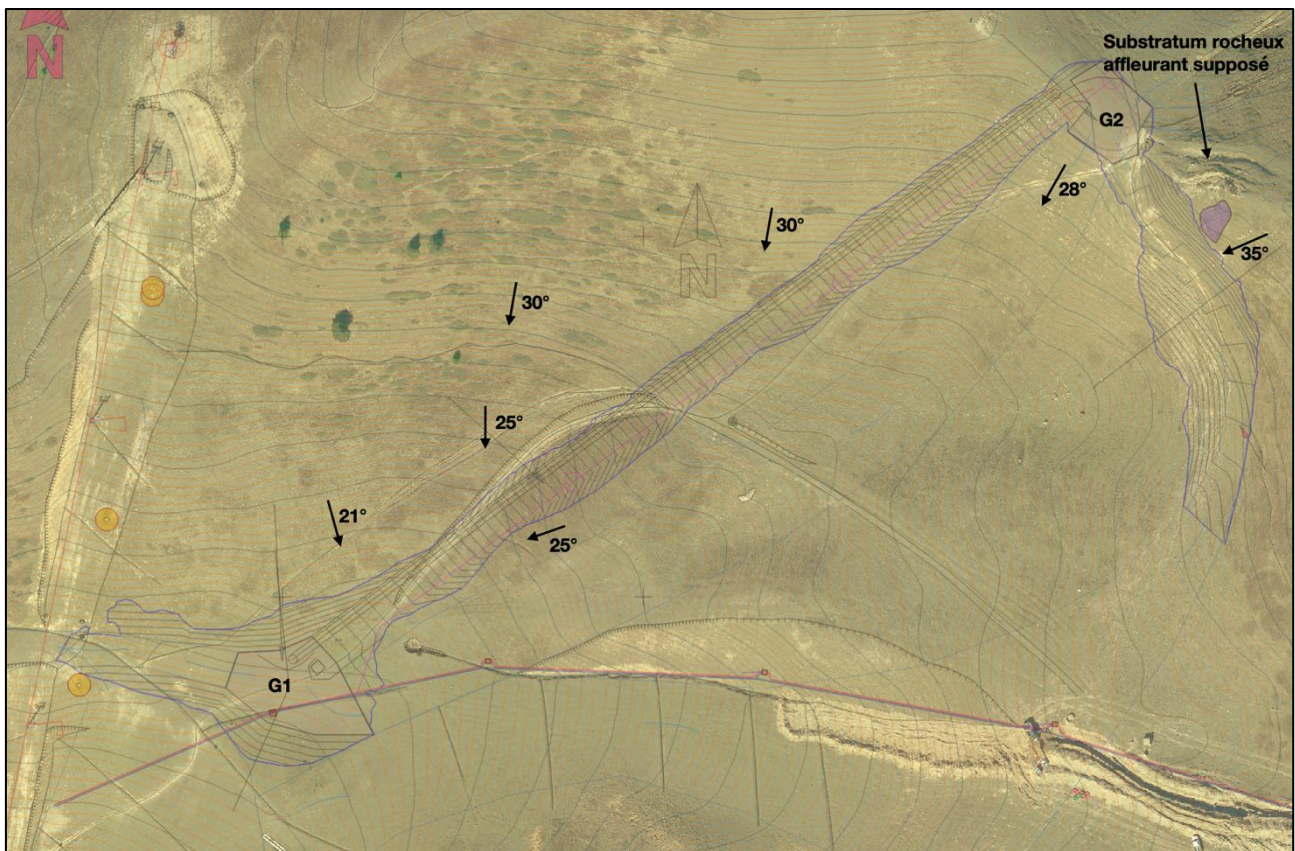 N
Substratum rocheux
affleurant supposé
G2
28°
30°
35°
N
30°
25°
21°
25°
G1